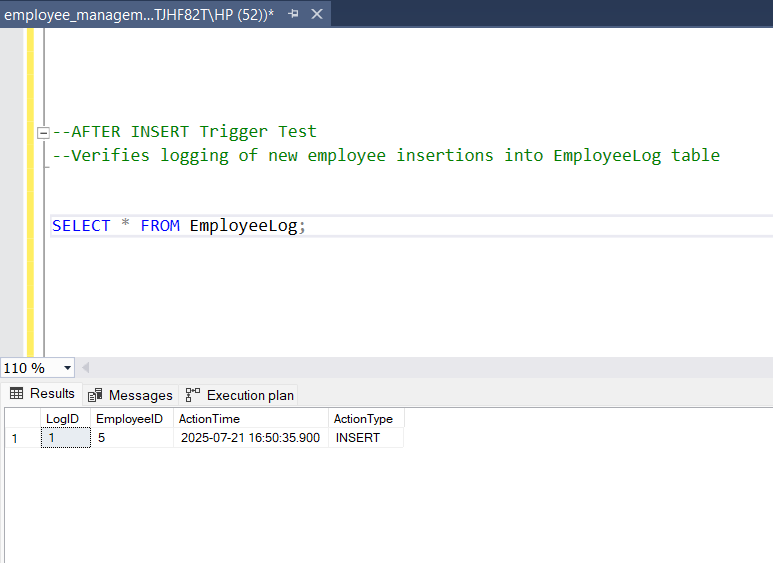 employee_managem...TJHF82T\HP (52))*
--AFTER INSERT Trigger Test
--Verifies logging of new employee insertions into EmployeeLog table
SELECT * FROM EmployeeLog;
110 %
Results Messages Execution plan
LogID EmployeeID ActionTime ActionType
1 1 5 2025-07-21 16:50:35.900 INSERT